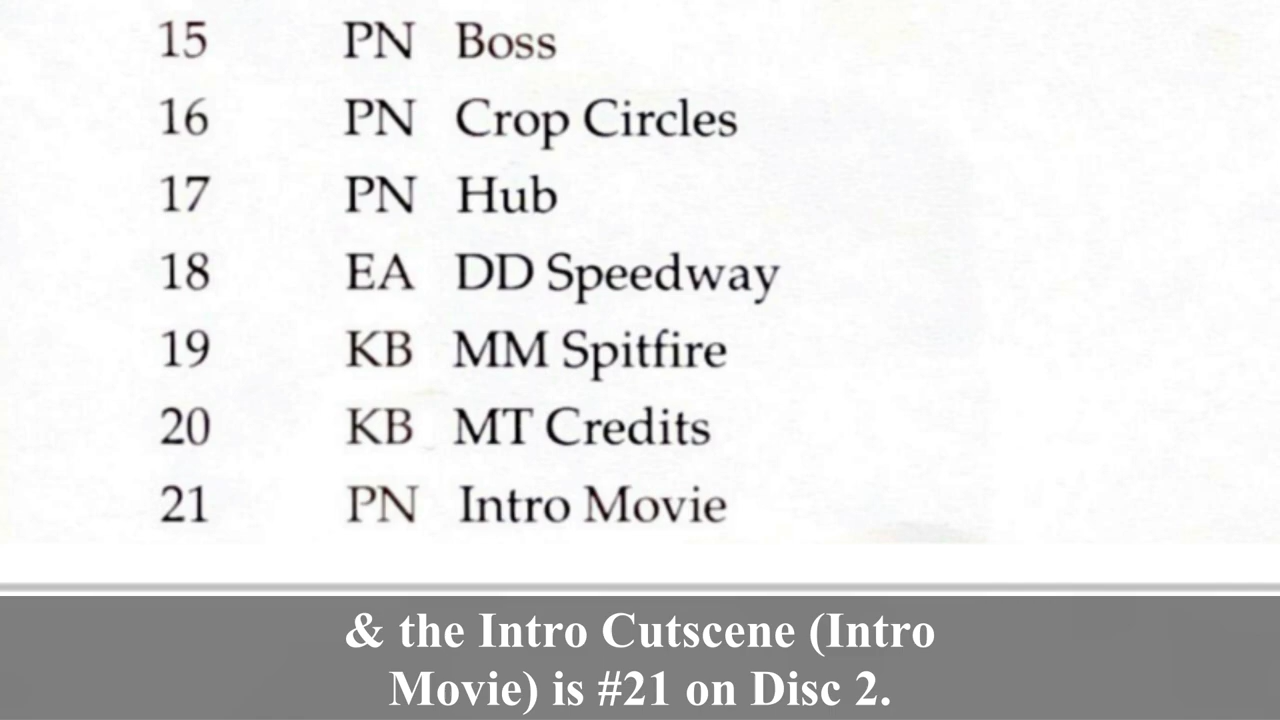 15 PN Boss
16 PN Crop Circles
17 PN Hub
18 EA DD Speedway
19 KB MM Spitfire
20 KB MT Credits
21 PN Intro Movie
& the Intro Cutscene (Intro
Movie) is #21 on Disc 2.